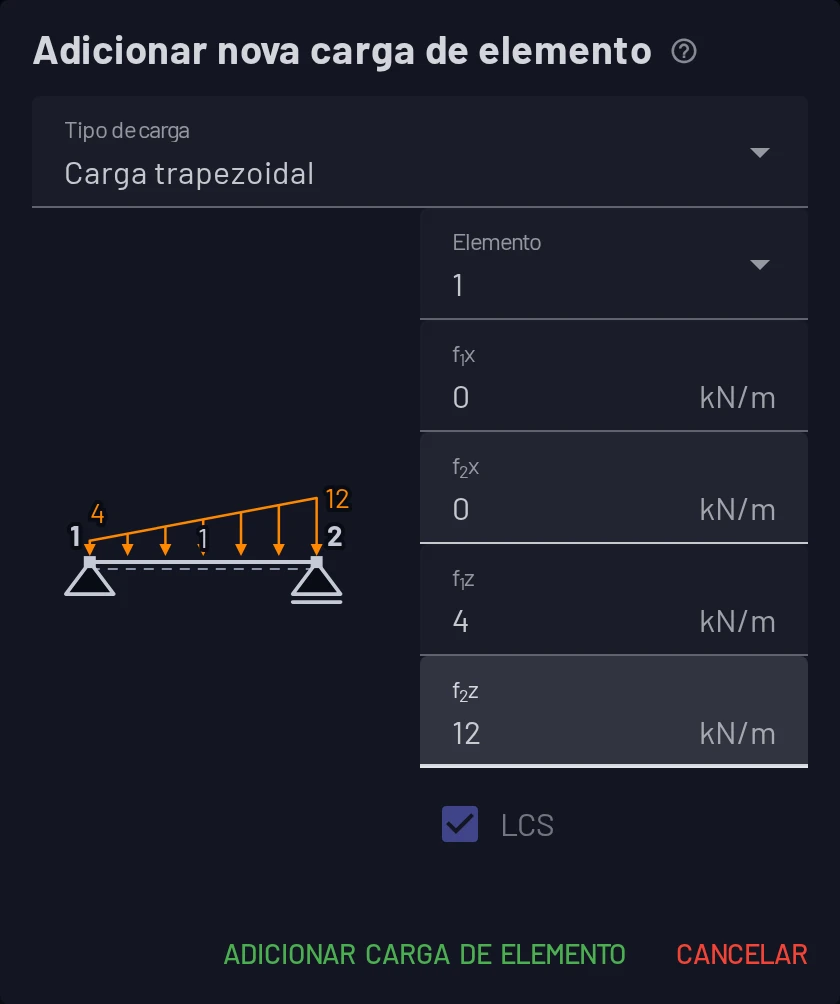 Adicionar nova carga de elemento ?
Tipo de carga
Carga trapezoidal
Elemento
1
f₁x
0 kN/m
f₂x
0 kN/m
4 12
1 1 2
f₁z
4 kN/m
f₂z
12 kN/m
LCS
ADICIONAR CARGA DE ELEMENTO CANCELAR